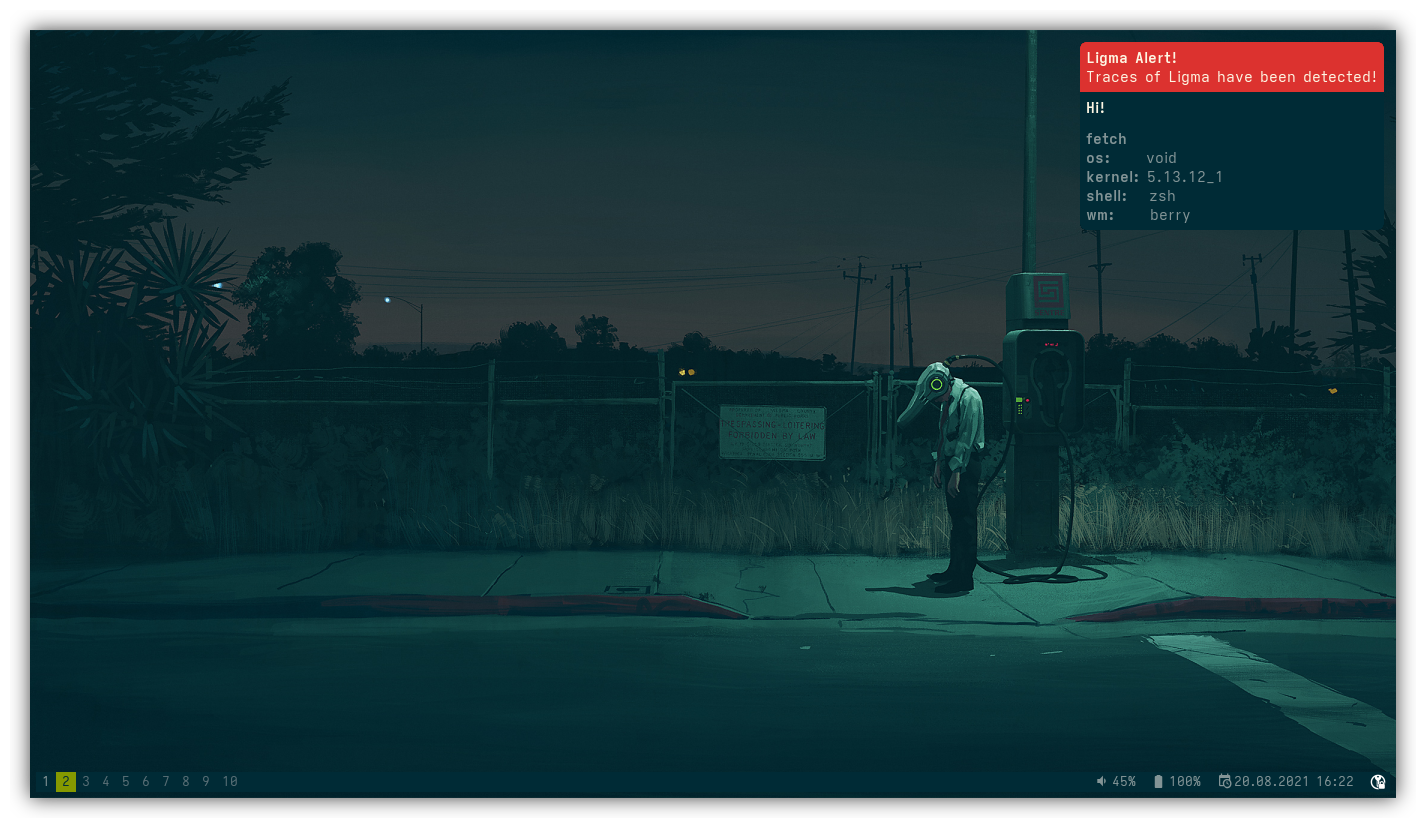 Ligma Alert!
Traces of Ligma have been detected!
Hi!
fetch
os: void
kernel: 5.13.12_1
shell: zsh
wm: berry
LOITERING
FORBIDDEN BY LAW
1 2 3 4 5 6 7 8 9 10
45% 100% 20.08.2021 16:22